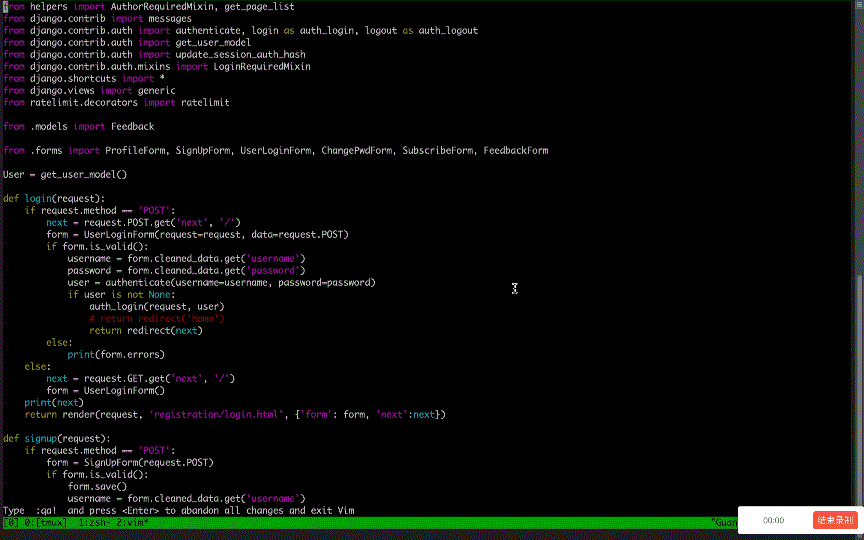 from helpers import AuthorRequiredMixin, get_page_list
from django.contrib import messages
from django.contrib.auth import authenticate, login as auth_login, logout as auth_logout
from django.contrib.auth import get_user_model
from django.contrib.auth import update_session_auth_hash
from django.contrib.auth.mixins import LoginRequiredMixin
from django.shortcuts import *
from django.views import generic
from ratelimit.decorators import ratelimit
from .models import Feedback
from .forms import ProfileForm, SignUpForm, UserLoginForm, ChangePwdForm, SubscribeForm, FeedbackForm
User = get_user_model()
def login(request):
    if request.method == 'POST':
        next = request.POST.get('next', '/')
        form = UserLoginForm(request=request, data=request.POST)
        if form.is_valid():
            username = form.cleaned_data.get('username')
            password = form.cleaned_data.get('password')
            user = authenticate(username=username, password=password)
            if user is not None:
                auth_login(request, user)
                # return redirect('home')
                return redirect(next)
        else:
            print(form.errors)
    else:
        next = request.GET.get('next', '/')
        form = UserLoginForm()
    print(next)
    return render(request, 'registration/login.html', {'form': form, 'next':next})
def signup(request):
    if request.method == 'POST':
        form = SignUpForm(request.POST)
        if form.is_valid():
            form.save()
            username = form.cleaned_data.get('username')
Type  :qa!  and press <Enter> to abandon all changes and exit Vim
[0] 0:[tmux]  1:zsh- 2:vim*
00:00 结束录制